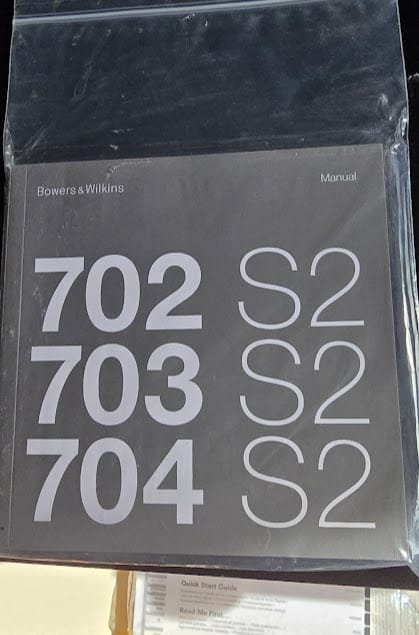 Bowers & Wilkins
Manual
702 S2
703 S2
704 S2
Quick Start Guide
Read Me First